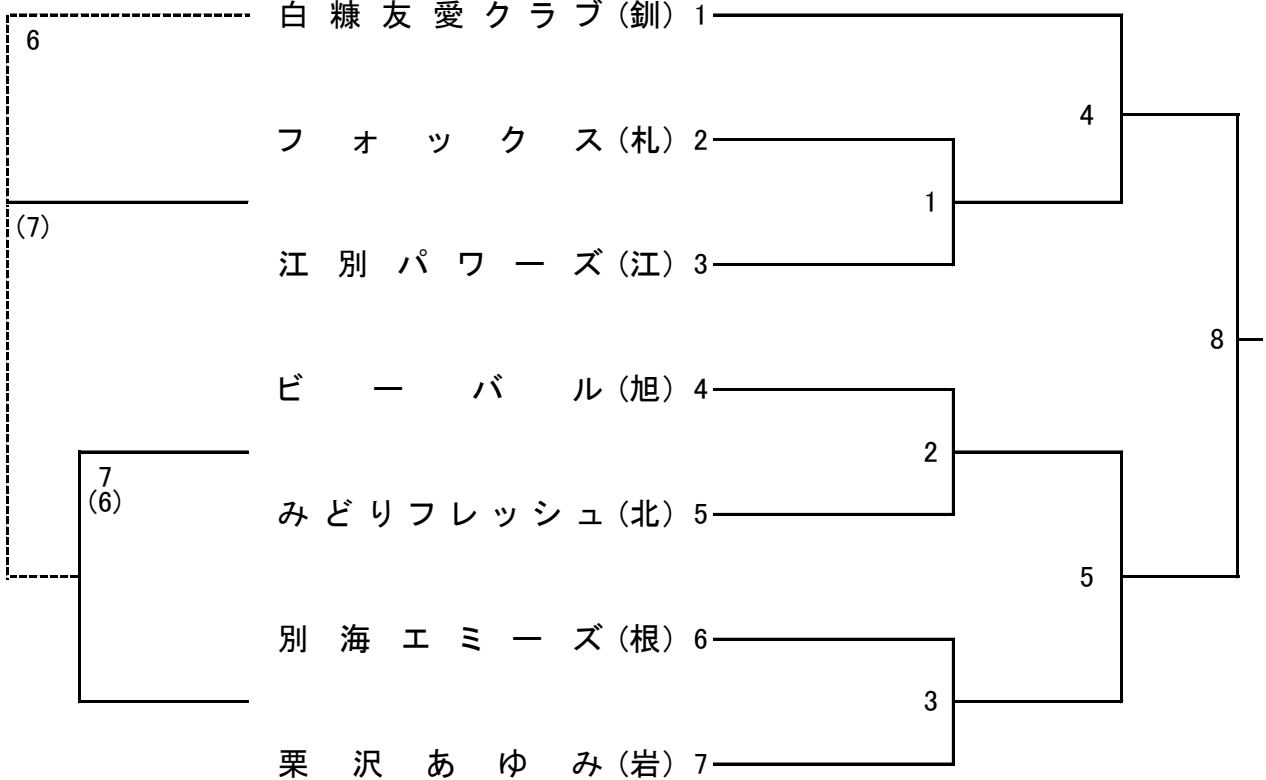 白糠友愛クラブ(釧) 1
6
4
フォックス(札) 2
1
(7)
江別パワーズ(江) 3
8
ビーバル(旭) 4
2
7
(6)
みどりフレッシュ(北) 5
5
別海エミーズ(根) 6
3
栗沢あゆみ(岩) 7